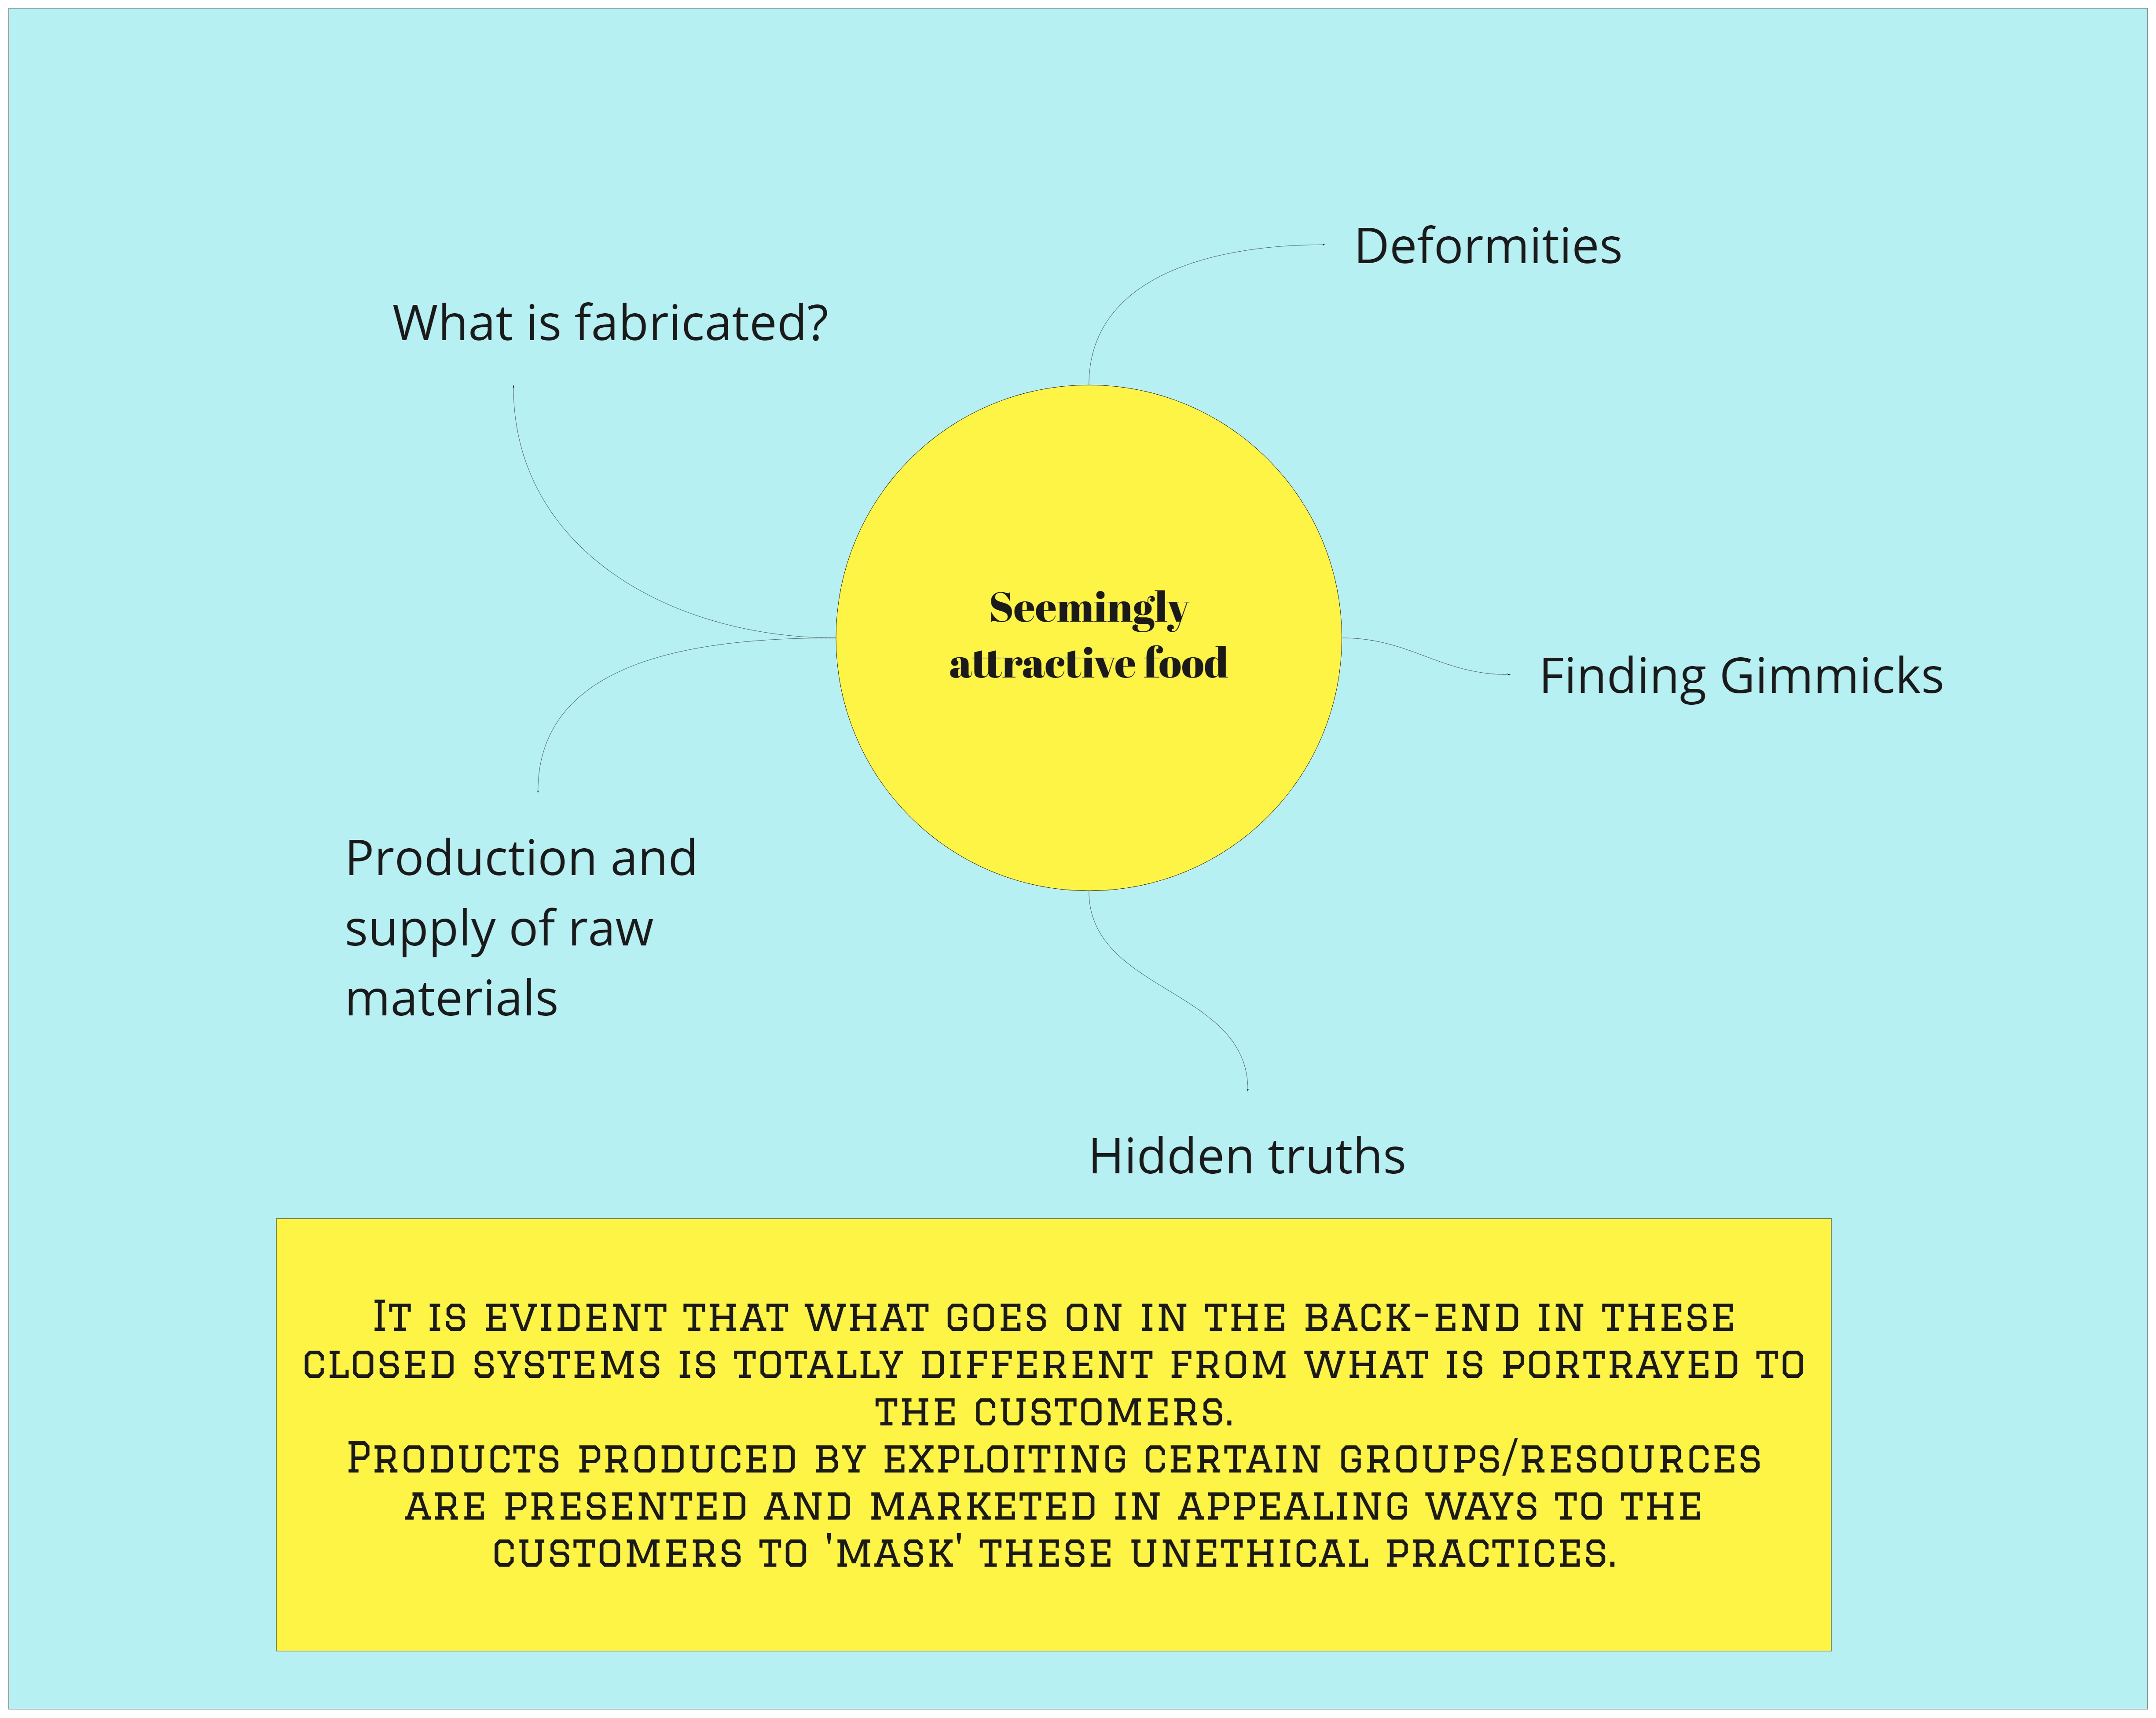 Deformities
What is fabricated?
Seemingly
attractive food
Finding Gimmicks
Production and
supply of raw
materials
Hidden truths
It is evident that what goes on in the back-end in these
closed systems is totally different from what is portrayed to
the customers.
Products produced by exploiting certain groups/resources
are presented and marketed in appealing ways to the
customers to 'mask' these unethical practices.